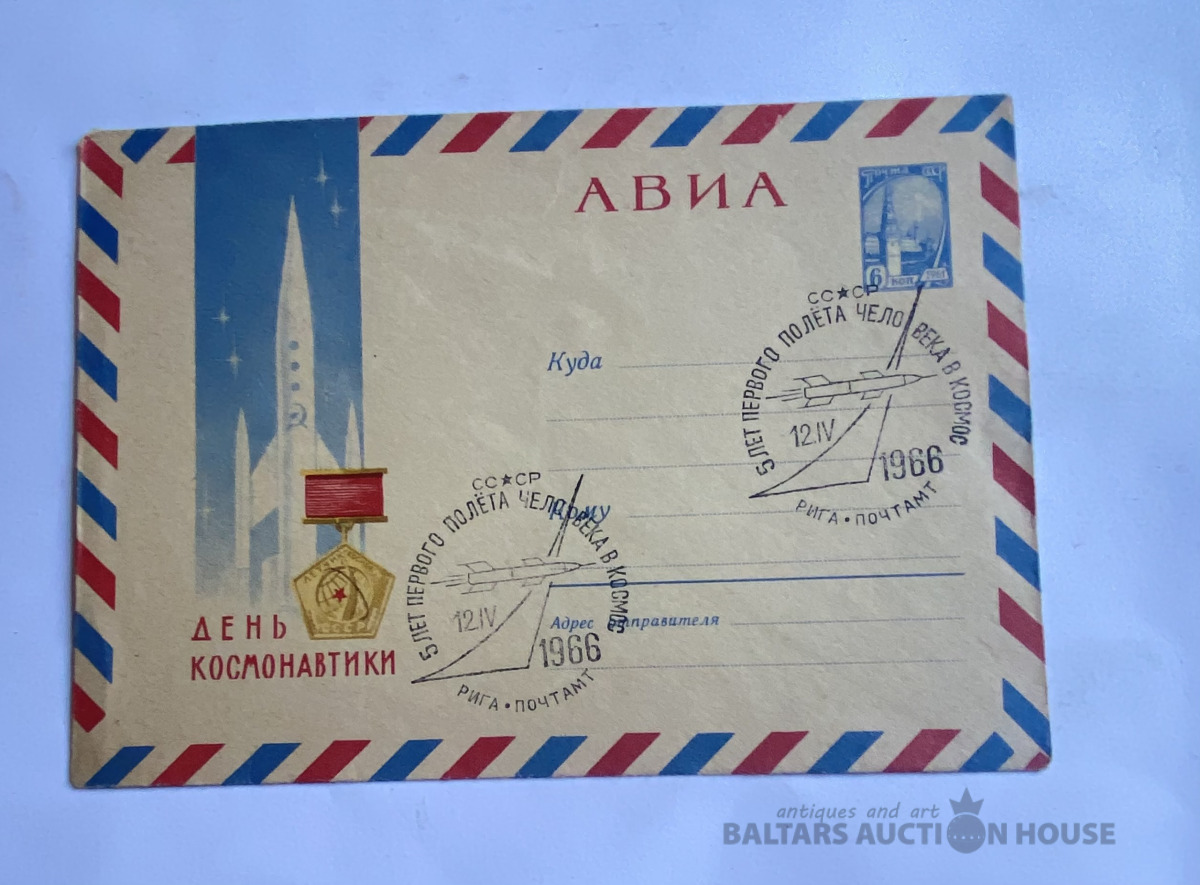 АВИА
Почта СССР
6 КОП 1961
СС★СР
5 ЛЕТ ПЕРВОГО ПОЛЁТА ЧЕЛОВЕКА В КОСМОС
12.IV
1966
РИГА • ПОЧТАМТ
Куда
СС★СР
5 ЛЕТ ПЕРВОГО ПОЛЁТА ЧЕЛОВЕКА В КОСМОС
12.IV
1966
РИГА • ПОЧТАМТ
Кому
Адрес отправителя
СССР
ДЕНЬ
КОСМОНАВТИКИ
antiques and art
BALTARS AUCTION HOUSE